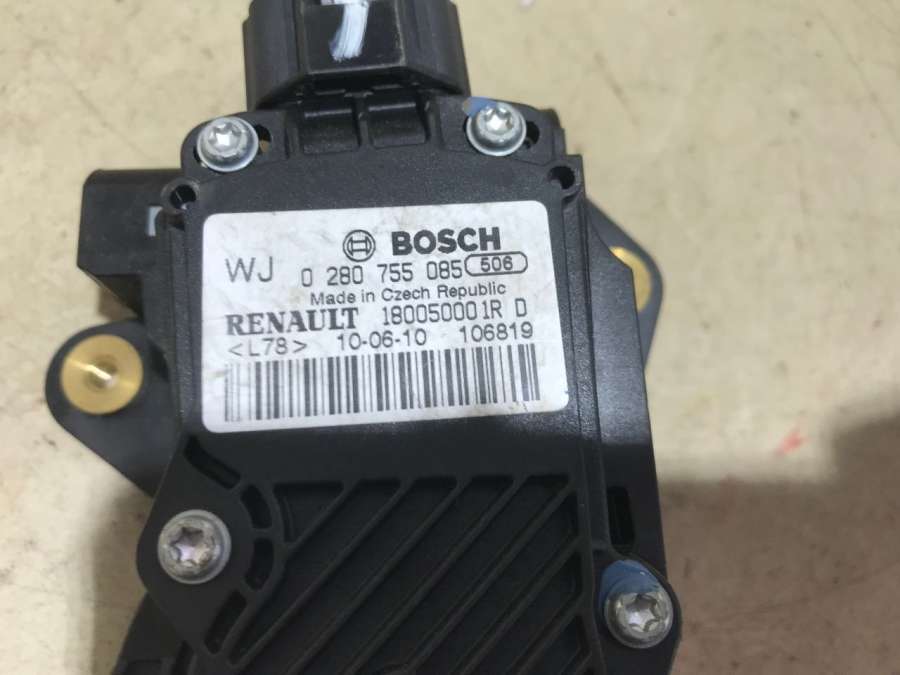 BOSCH
WJ 0 280 755 085 506
Made in Czech Republic
RENAULT 180050001R D
<L78> 10-06-10 106819